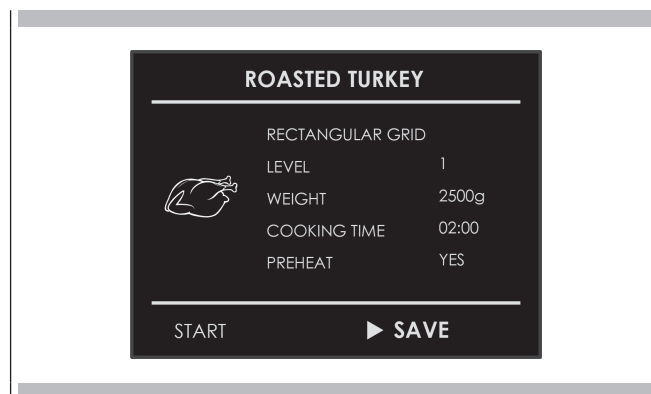 ROASTED TURKEY
RECTANGULAR GRID
LEVEL 1
WEIGHT 2500g
COOKING TIME 02:00
PREHEAT YES
START ▶ SAVE